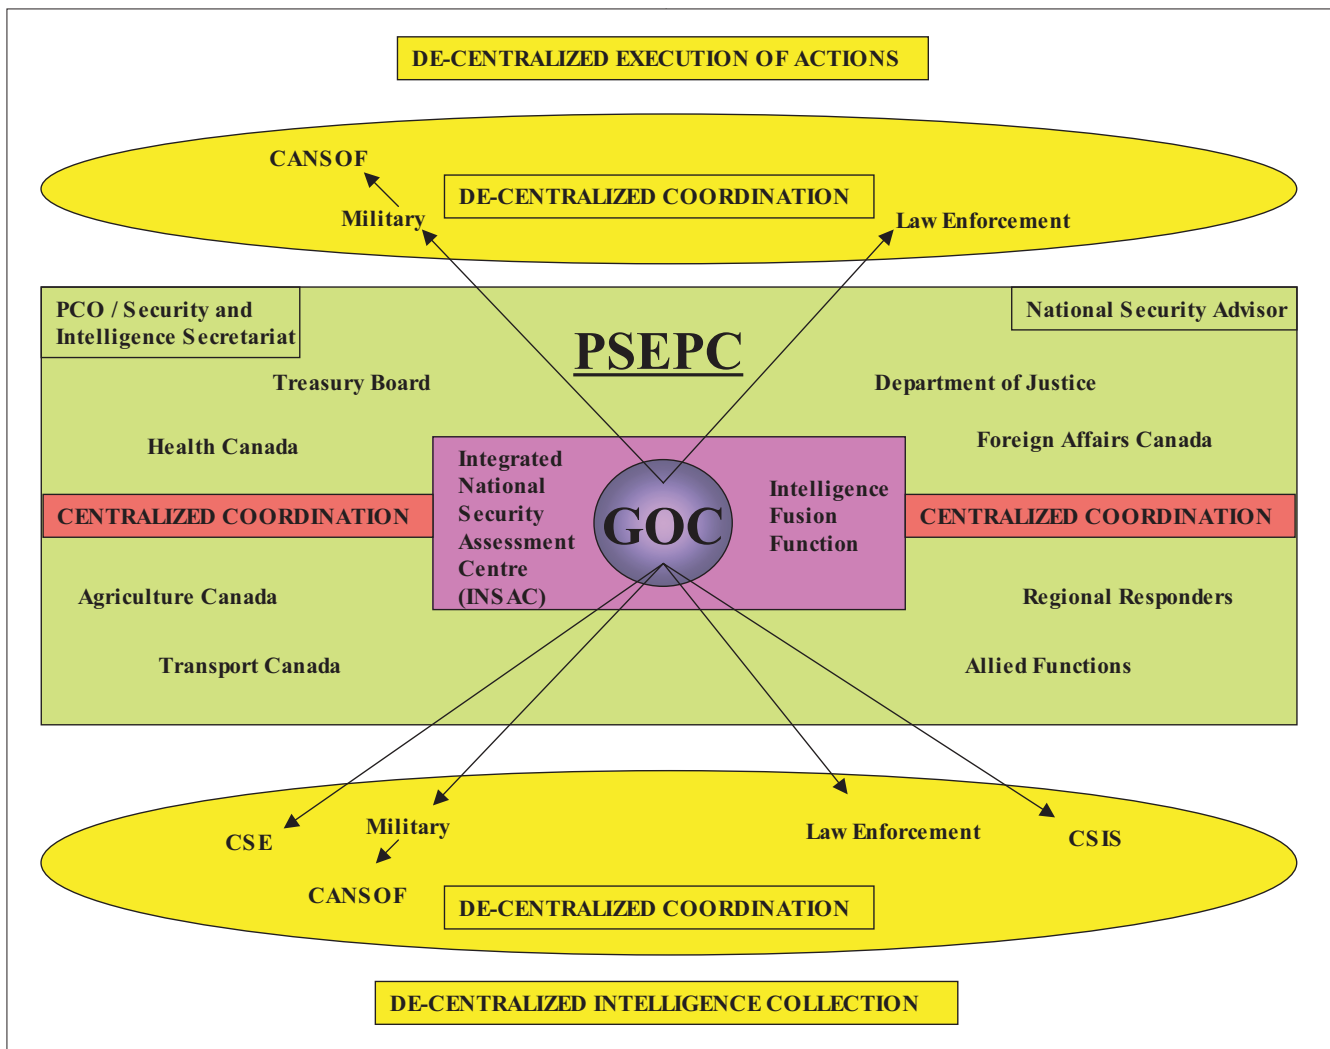 DE-CENTRALIZED EXECUTION OF ACTIONS
CANSOF
DE-CENTRALIZED COORDINATION
Military
Law Enforcement
PCO / Security and
Intelligence Secretariat
National Security Advisor
PSEPC
Treasury Board
Department of Justice
Health Canada
Foreign Affairs Canada
Integrated
National
Security
Assessment
Centre
(INSAC)
GOC
Intelligence
Fusion
Function
CENTRALIZED COORDINATION
CENTRALIZED COORDINATION
Agriculture Canada
Regional Responders
Transport Canada
Allied Functions
CSE
Military
Law Enforcement
CSIS
CANSOF
DE-CENTRALIZED COORDINATION
DE-CENTRALIZED INTELLIGENCE COLLECTION